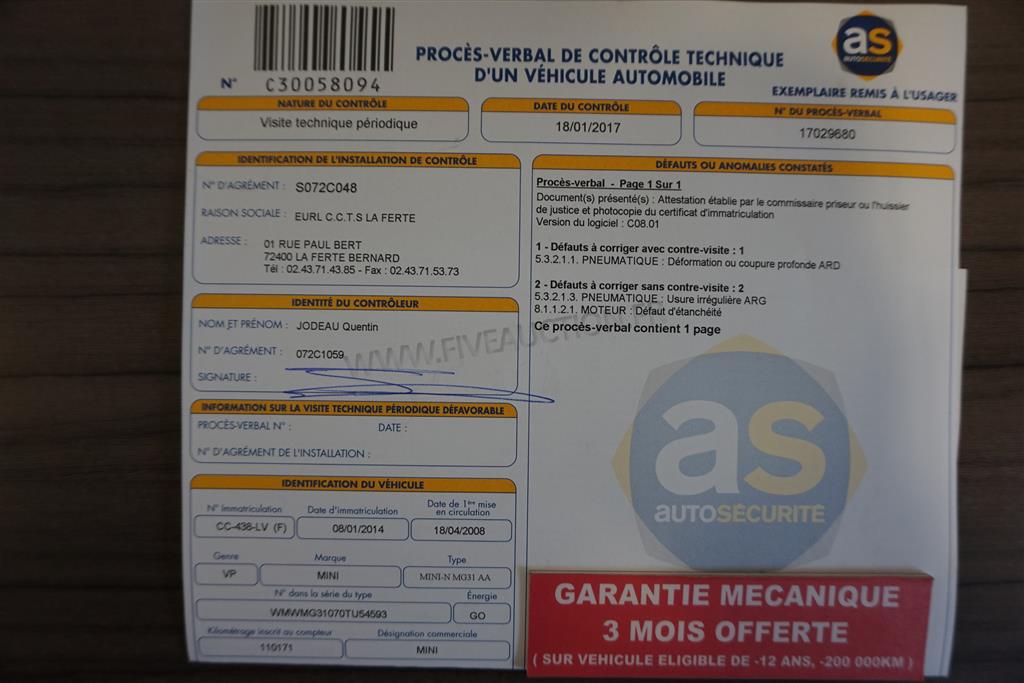 N° C30058094
PROCÈS-VERBAL DE CONTRÔLE TECHNIQUE
D'UN VÉHICULE AUTOMOBILE
as
AUTOSÉCURITÉ
EXEMPLAIRE REMIS À L'USAGER
NATURE DU CONTRÔLE
Visite technique périodique
DATE DU CONTRÔLE
18/01/2017
N° DU PROCÈS-VERBAL
17029680
IDENTIFICATION DE L'INSTALLATION DE CONTRÔLE
N° D'AGRÉMENT : S072C048
RAISON SOCIALE : EURL C.C.T.S LA FERTE
ADRESSE : 01 RUE PAUL BERT
72400 LA FERTE BERNARD
Tél : 02.43.71.43.85 - Fax : 02.43.71.53.73
IDENTITÉ DU CONTRÔLEUR
NOM ET PRÉNOM : JODEAU Quentin
N° D'AGRÉMENT : 072C1059
SIGNATURE :
INFORMATION SUR LA VISITE TECHNIQUE PÉRIODIQUE DÉFAVORABLE
PROCÈS-VERBAL N° : DATE :
N° D'AGRÉMENT DE L'INSTALLATION :
IDENTIFICATION DU VÉHICULE
N° Immatriculation Date d'immatriculation Date de 1ère mise
en circulation
CC-438-LV (F) 08/01/2014 18/04/2008
Genre Marque Type
VP MINI MINI-N MG31 AA
N° dans la série du type Énergie
WMWMG31070TU54593 GO
Kilométrage inscrit au compteur Désignation commerciale
110171 MINI
DÉFAUTS OU ANOMALIES CONSTATÉS
Procès-verbal - Page 1 Sur 1
Document(s) présenté(s) : Attestation établie par le commissaire priseur ou l'huissier
de justice et photocopie du certificat d'immatriculation
Version du logiciel : C08.01
1 - Défauts à corriger avec contre-visite : 1
5.3.2.1.1. PNEUMATIQUE : Déformation ou coupure profonde ARD
2 - Défauts à corriger sans contre-visite : 2
5.3.2.1.3. PNEUMATIQUE : Usure irrégulière ARG
8.1.1.2.1. MOTEUR : Défaut d'étanchéité
Ce procès-verbal contient 1 page
as
AUTOSÉCURITÉ
GARANTIE MECANIQUE
3 MOIS OFFERTE
( SUR VEHICULE ELIGIBLE DE -12 ANS, -200 000KM )